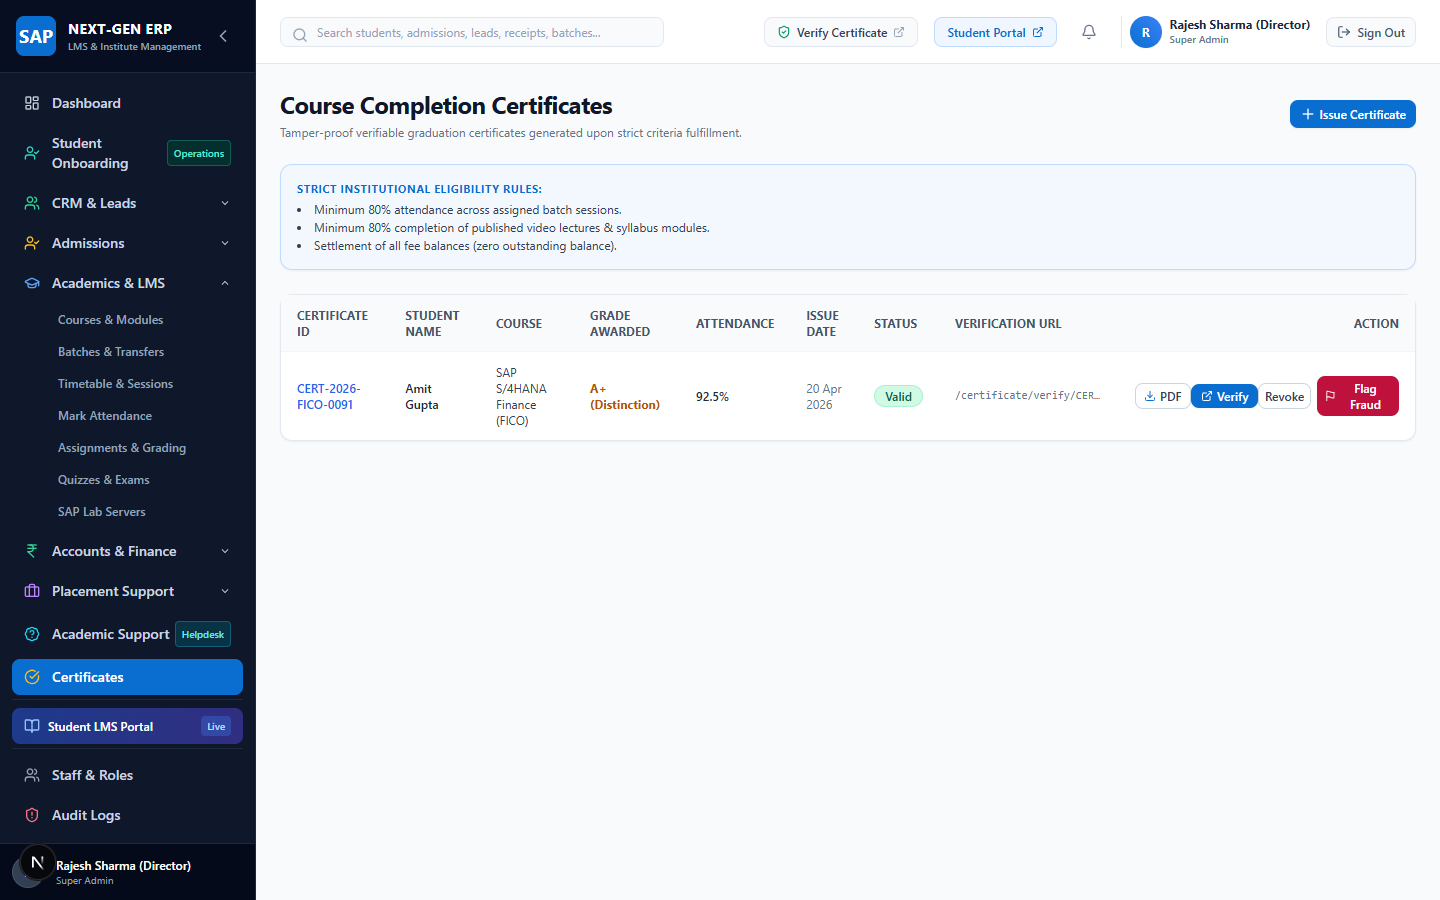 SAP
NEXT-GEN ERP
LMS & Institute Management
Search students, admissions, leads, receipts, batches...
Verify Certificate
Student Portal
R
Rajesh Sharma (Director)
Super Admin
Sign Out
Dashboard
Student Onboarding
Operations
CRM & Leads
Admissions
Academics & LMS
Courses & Modules
Batches & Transfers
Timetable & Sessions
Mark Attendance
Assignments & Grading
Quizzes & Exams
SAP Lab Servers
Accounts & Finance
Placement Support
Academic Support
Helpdesk
Certificates
Student LMS Portal
Live
Staff & Roles
Audit Logs
N
Rajesh Sharma (Director)
Super Admin
Course Completion Certificates
Tamper-proof verifiable graduation certificates generated upon strict criteria fulfillment.
Issue Certificate
STRICT INSTITUTIONAL ELIGIBILITY RULES:
• Minimum 80% attendance across assigned batch sessions.
• Minimum 80% completion of published video lectures & syllabus modules.
• Settlement of all fee balances (zero outstanding balance).
CERTIFICATE ID
STUDENT NAME
COURSE
GRADE AWARDED
ATTENDANCE
ISSUE DATE
STATUS
VERIFICATION URL
ACTION
CERT-2026-FICO-0091
Amit Gupta
SAP S/4HANA Finance (FICO)
A+ (Distinction)
92.5%
20 Apr 2026
Valid
/certificate/verify/CER…
PDF
Verify
Revoke
Flag Fraud